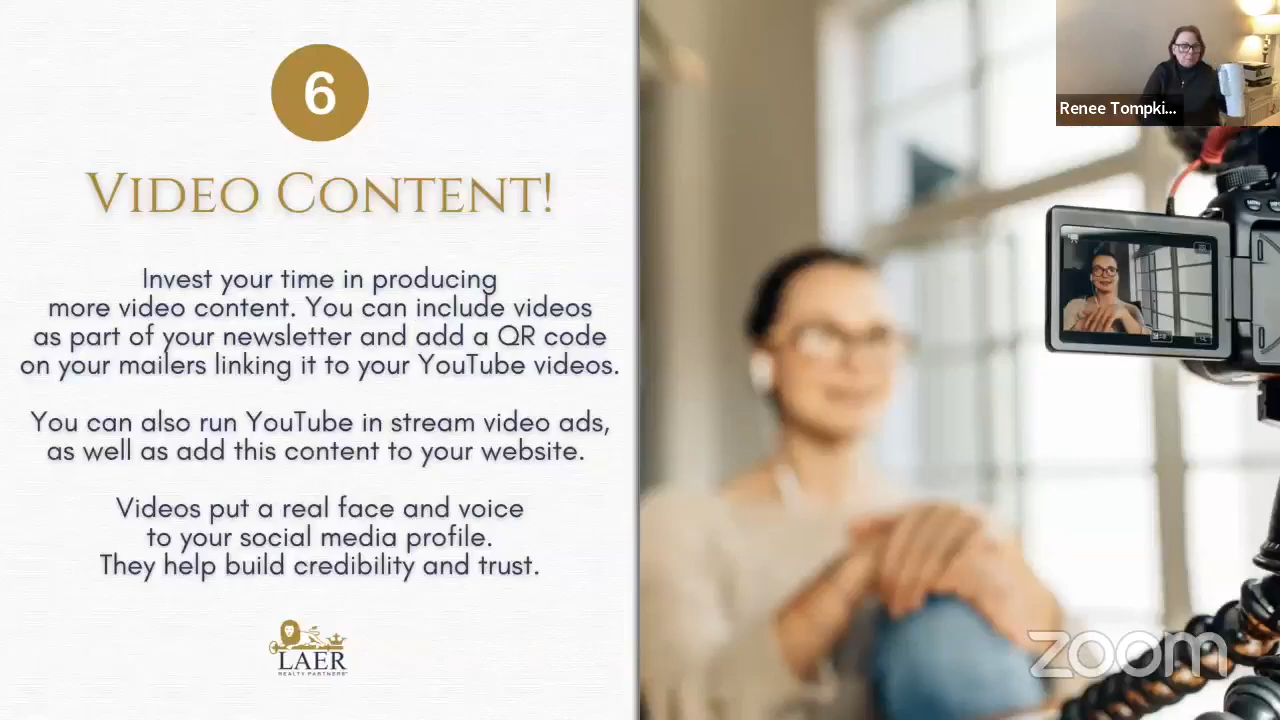 6
VIDEO CONTENT!
Invest your time in producing
more video content. You can include videos
as part of your newsletter and add a QR code
on your mailers linking it to your YouTube videos.
You can also run YouTube in stream video ads,
as well as add this content to your website.
Videos put a real face and voice
to your social media profile.
They help build credibility and trust.
LAER
REALTY PARTNERS
Renee Tompki...
MENU
zoom